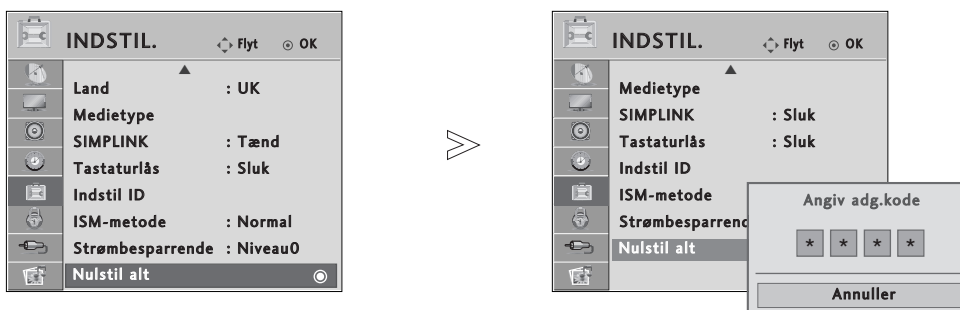 INDSTIL.
Flyt OK
Land : UK
Medietype
SIMPLINK : Tænd
Tastaturlås : Sluk
Indstil ID
ISM-metode : Normal
Strømbesparrende : Niveau0
Nulstil alt
INDSTIL.
Flyt OK
Medietype
SIMPLINK : Sluk
Tastaturlås : Sluk
Indstil ID
ISM-metode
Strømbesparrend
Nulstil alt
Angiv adg.kode
* * * *
Annuller